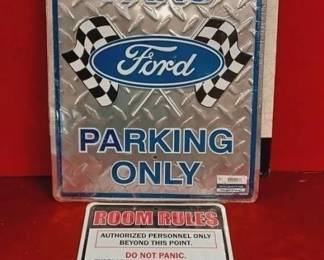 Ford
PARKING
ONLY
ROOM RULES
AUTHORIZED PERSONNEL ONLY
BEYOND THIS POINT.
DO NOT PANIC.